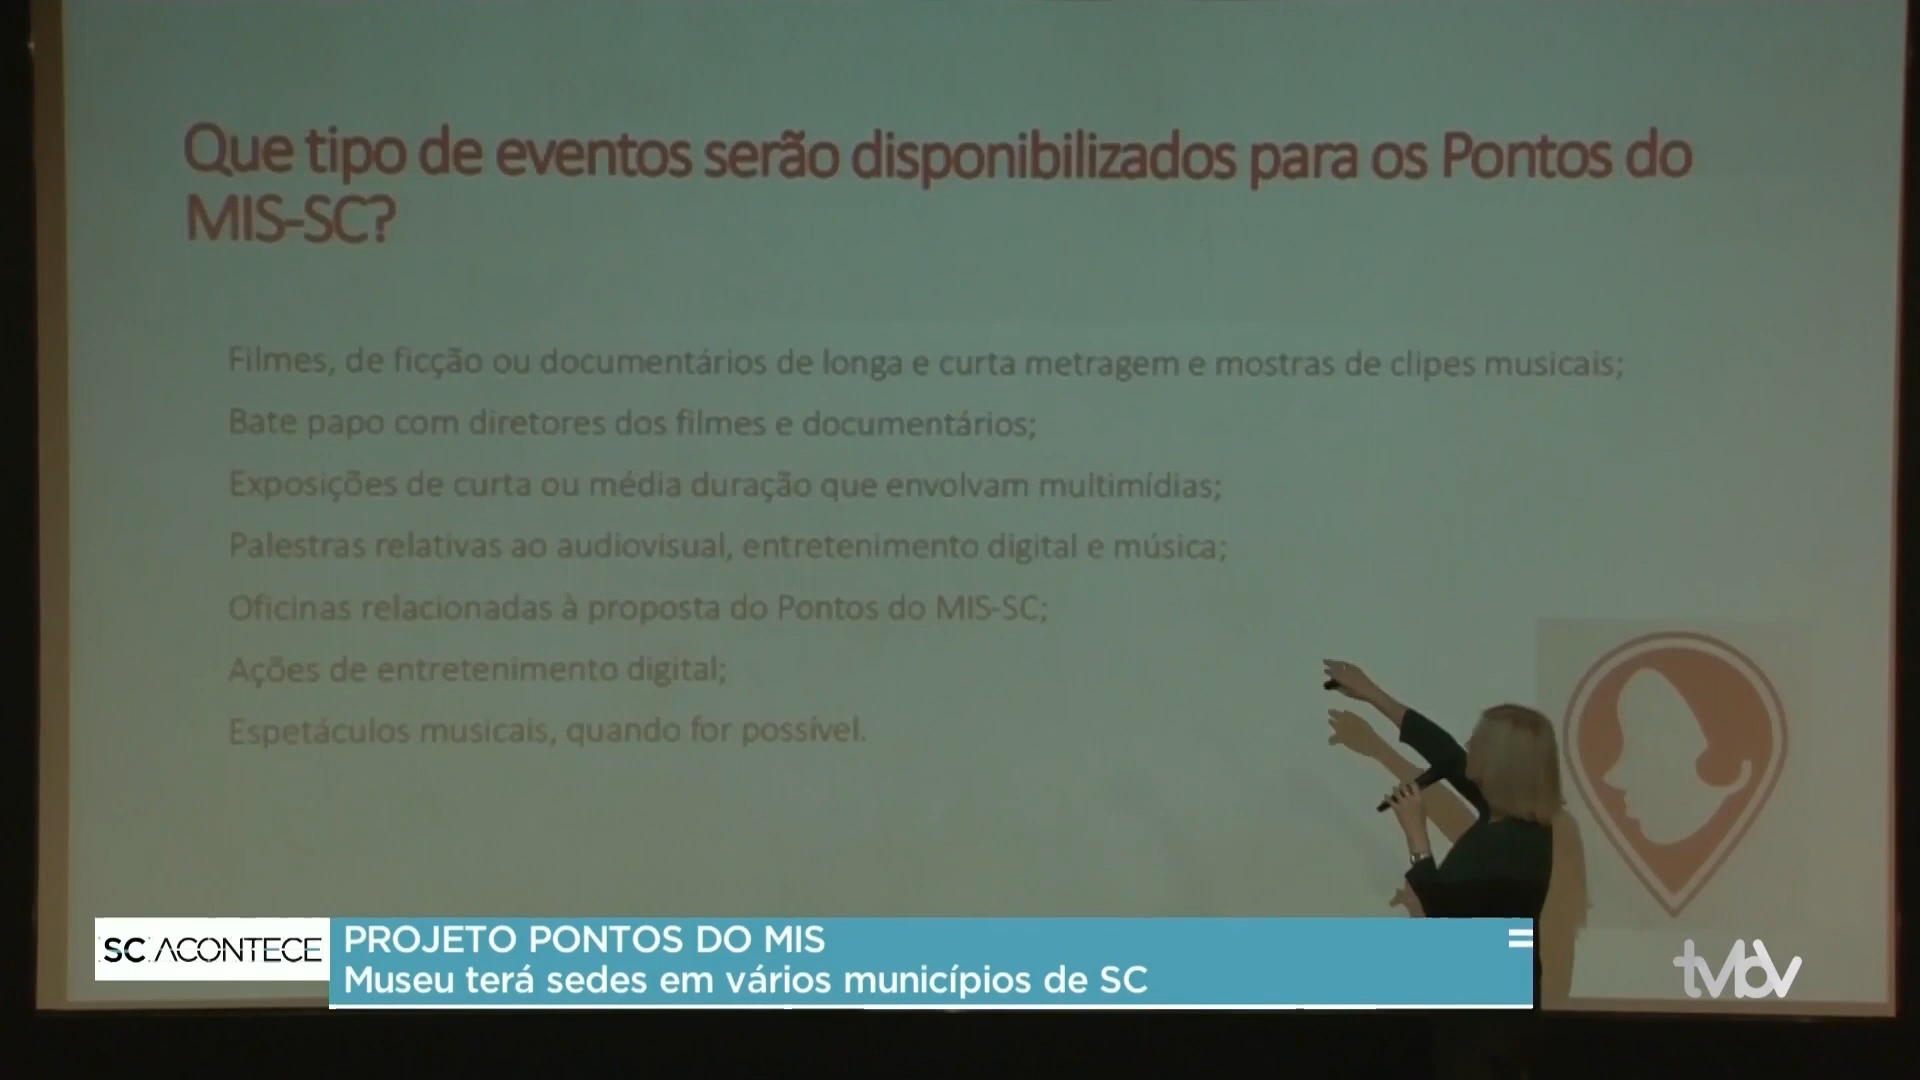 Que tipo de eventos serão disponibilizados para os Pontos do
MIS-SC?
Filmes, de ficção ou documentários de longa e curta metragem e mostras de clipes musicais;
Bate papo com diretores dos filmes e documentários;
Exposições de curta ou média duração que envolvam multimídias;
Palestras relativas ao audiovisual, entretenimento digital e música;
Oficinas relacionadas à proposta do Pontos do MIS-SC;
Ações de entretenimento digital;
Espetáculos musicais, quando for possível.
SC ACONTECE
PROJETO PONTOS DO MIS
Museu terá sedes em vários municípios de SC
tvbv